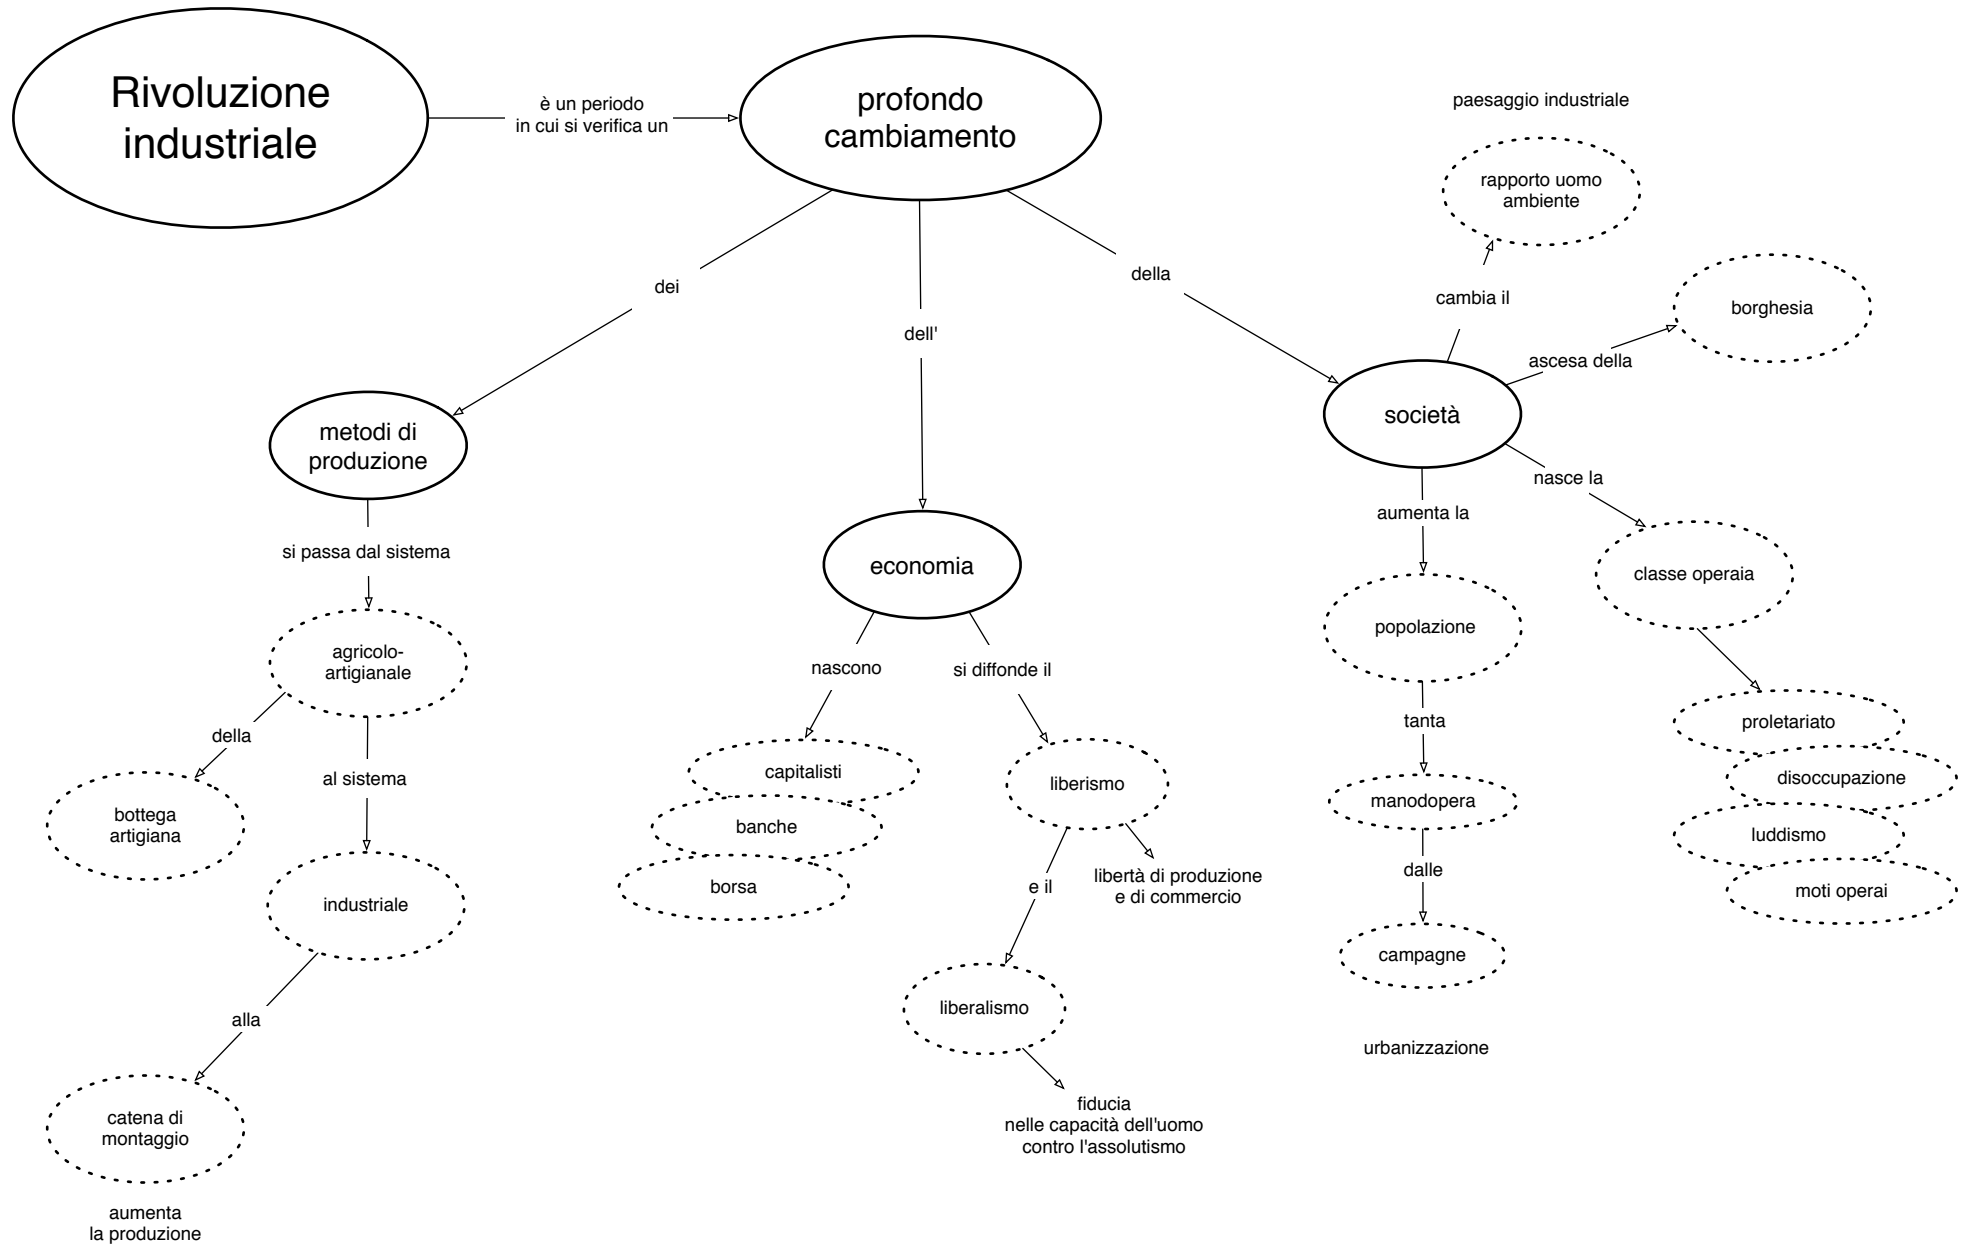 Rivoluzione
industriale
è un periodo
in cui si verifica un
profondo
cambiamento
dei
metodi di
produzione
si passa dal sistema
agricolo-
artigianale
della
bottega
artigiana
al sistema
industriale
alla
catena di
montaggio
aumenta
la produzione
dell'
economia
nascono
capitalisti
banche
borsa
si diffonde il
liberismo
libertà di produzione
e di commercio
e il
liberalismo
fiducia
nelle capacità dell'uomo
contro l'assolutismo
della
società
cambia il
rapporto uomo
ambiente
paesaggio industriale
ascesa della
borghesia
nasce la
classe operaia
proletariato
disoccupazione
luddismo
moti operai
aumenta la
popolazione
tanta
manodopera
dalle
campagne
urbanizzazione